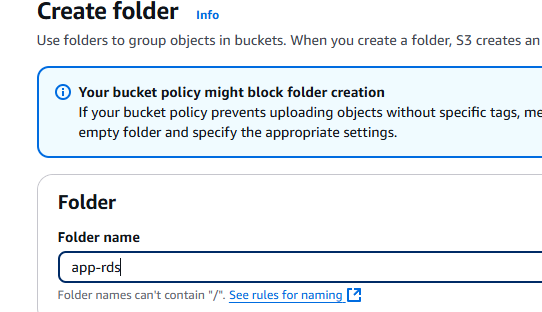 Create folder Info
Use folders to group objects in buckets. When you create a folder, S3 creates an
Your bucket policy might block folder creation
If your bucket policy prevents uploading objects without specific tags, me
empty folder and specify the appropriate settings.
Folder
Folder name
app-rds
Folder names can't contain "/". See rules for naming